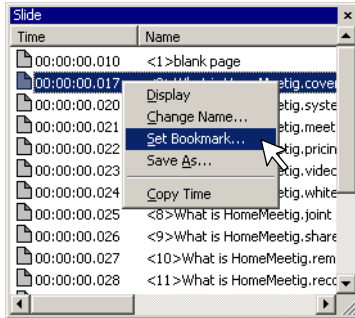 Slide
Time Name
00:00:00.010 <1>blank page
00:00:00.017 HomeMeetig.cover
Display
00:00:00.020 etig.syste
Change Name...
00:00:00.021 etig.meet
Set Bookmark...
00:00:00.022 etig.pricin
Save As...
00:00:00.023 etig.videc
00:00:00.024 etig.white
Copy Time
00:00:00.025 <8>What is HomeMeetig.joint
00:00:00.026 <9>What is HomeMeetig.share
00:00:00.027 <10>What is HomeMeetig.rem
00:00:00.028 <11>What is HomeMeetig.recc